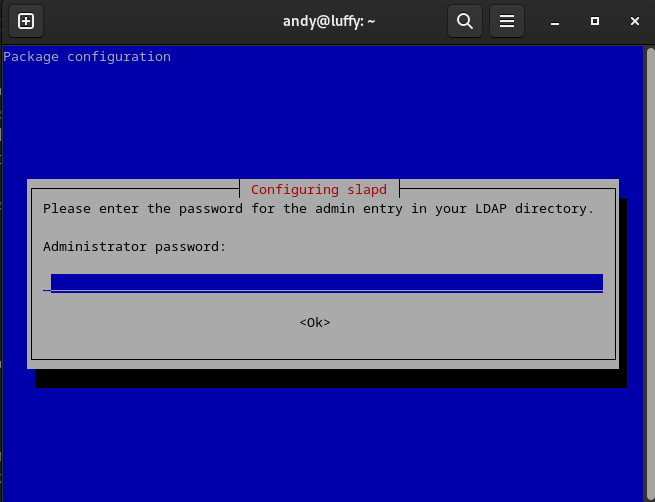 andy@luffy: ~
Package configuration
Configuring slapd
Please enter the password for the admin entry in your LDAP directory.
Administrator password:
<Ok>